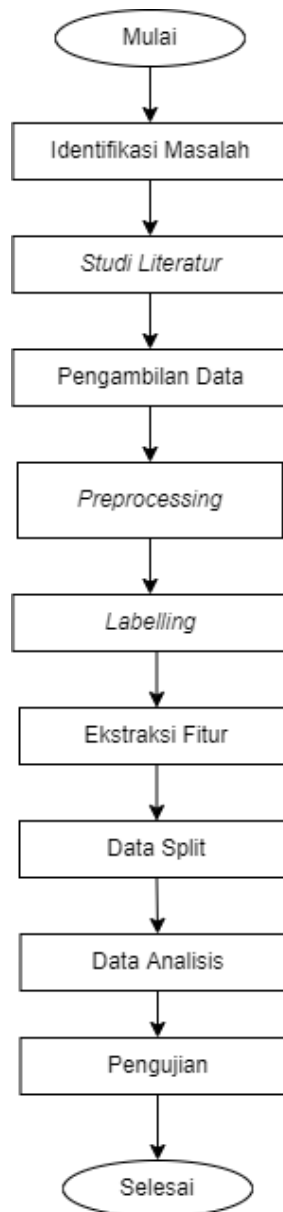 Mulai
Identifikasi Masalah
Studi Literatur
Pengambilan Data
Preprocessing
Labelling
Ekstraksi Fitur
Data Split
Data Analisis
Pengujian
Selesai